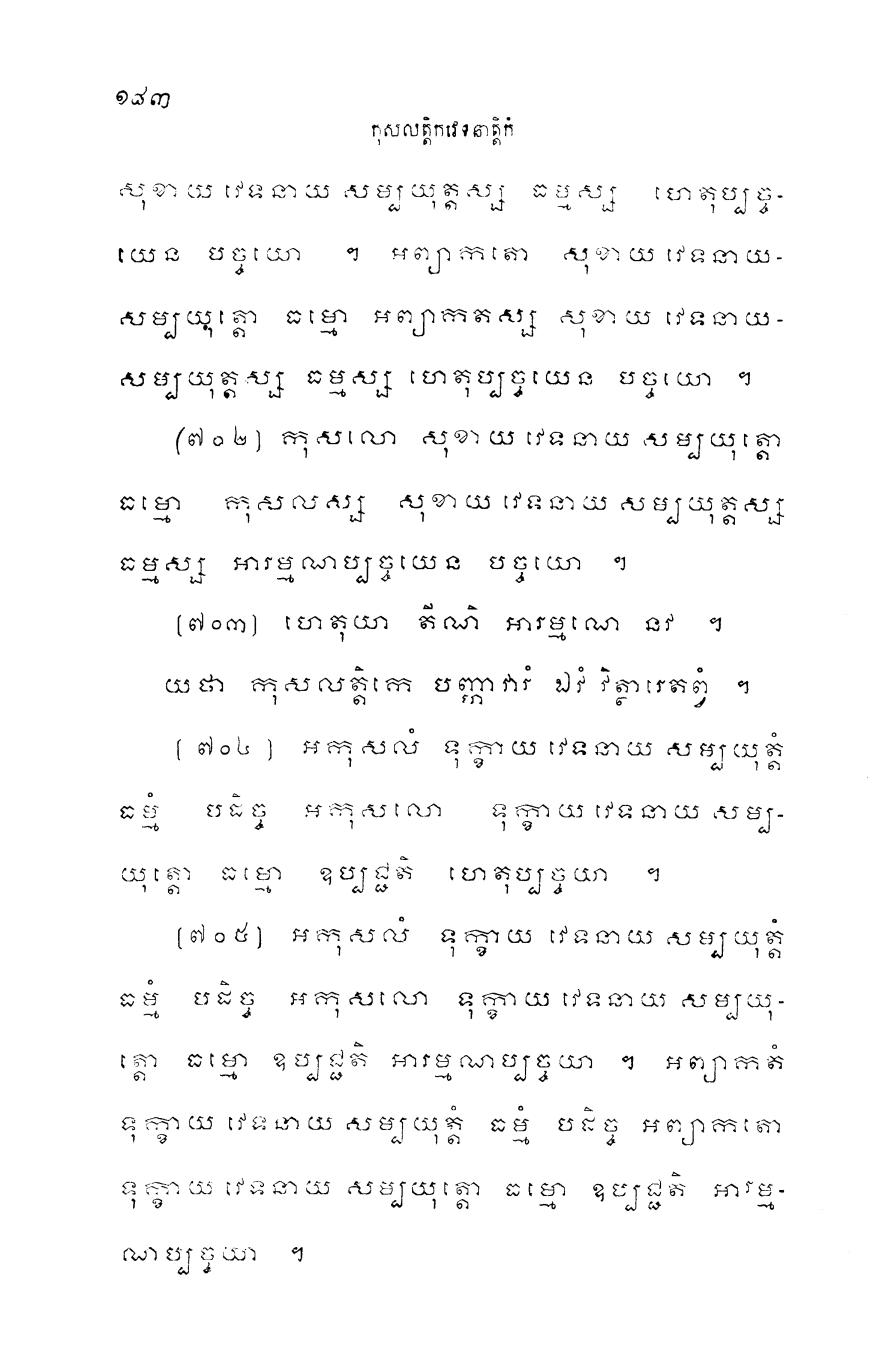 ១៨៣
កុសលត្តិកវេទនាត្តិកំ
សុខាយ វេទនាយ សម្បយុត្តស្ស ធម្មស្ស ហេតុប្បច្ច-
យេន បច្ចយោ ។ អព្យាកតោ សុខាយ វេទនាយ-
សម្បយុត្តោ ធម្មោ អព្យាកតស្ស សុខាយ វេទនាយ-
សម្បយុត្តស្ស ធម្មស្ស ហេតុប្បច្ចយេន បច្ចយោ ។
(៧០២) កុសលោ សុខាយ វេទនាយ សម្បយុត្តោ
ធម្មោ កុសលស្ស សុខាយ វេទនាយ សម្បយុត្តស្ស
ធម្មស្ស អារម្មណប្បច្ចយេន បច្ចយោ ។
(៧០៣) ហេតុយា តីណិ អារម្មណេ នវ ។
យថា កុសលត្តិកេ បញ្ហាវារំ ឯវំ វិត្ថារេតព្វំ ។
(៧០៤) អកុសលំ ទុក្ខាយ វេទនាយ សម្បយុត្តំ
ធម្មំ បដិច្ច អកុសលោ ទុក្ខាយ វេទនាយ សម្ប-
យុត្តោ ធម្មោ ឧប្បជ្ជតិ ហេតុប្បច្ចយា ។
(៧០៥) អកុសលំ ទុក្ខាយ វេទនាយ សម្បយុត្តំ
ធម្មំ បដិច្ច អកុសលោ ទុក្ខាយ វេទនាយ សម្បយុ-
ត្តោ ធម្មោ ឧប្បជ្ជតិ អារម្មណប្បច្ចយា ។ អព្យាកតំ
ទុក្ខាយ វេទនាយ សម្បយុត្តំ ធម្មំ បដិច្ច អព្យាកតោ
ទុក្ខាយ វេទនាយ សម្បយុត្តោ ធម្មោ ឧប្បជ្ជតិ អារម្ម-
ណប្បច្ចយា ។